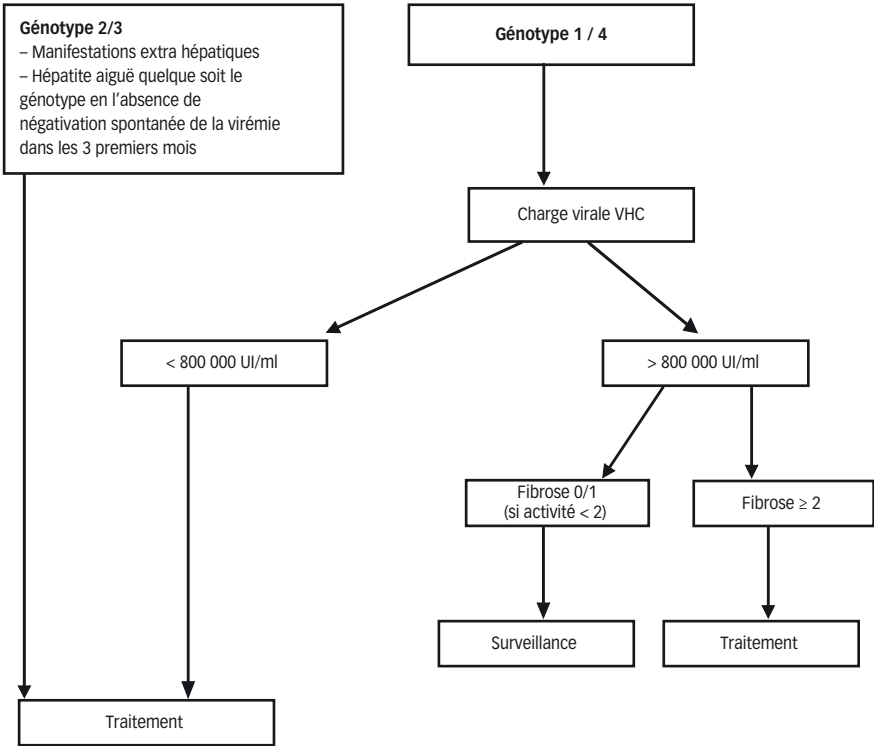 Génotype 2/3
– Manifestations extra hépatiques
– Hépatite aiguë quelque soit le
génotype en l'absence de
négativation spontanée de la virémie
dans les 3 premiers mois
Génotype 1 / 4
Charge virale VHC
< 800 000 UI/ml
> 800 000 UI/ml
Fibrose 0/1
(si activité < 2)
Fibrose ≥ 2
Surveillance
Traitement
Traitement